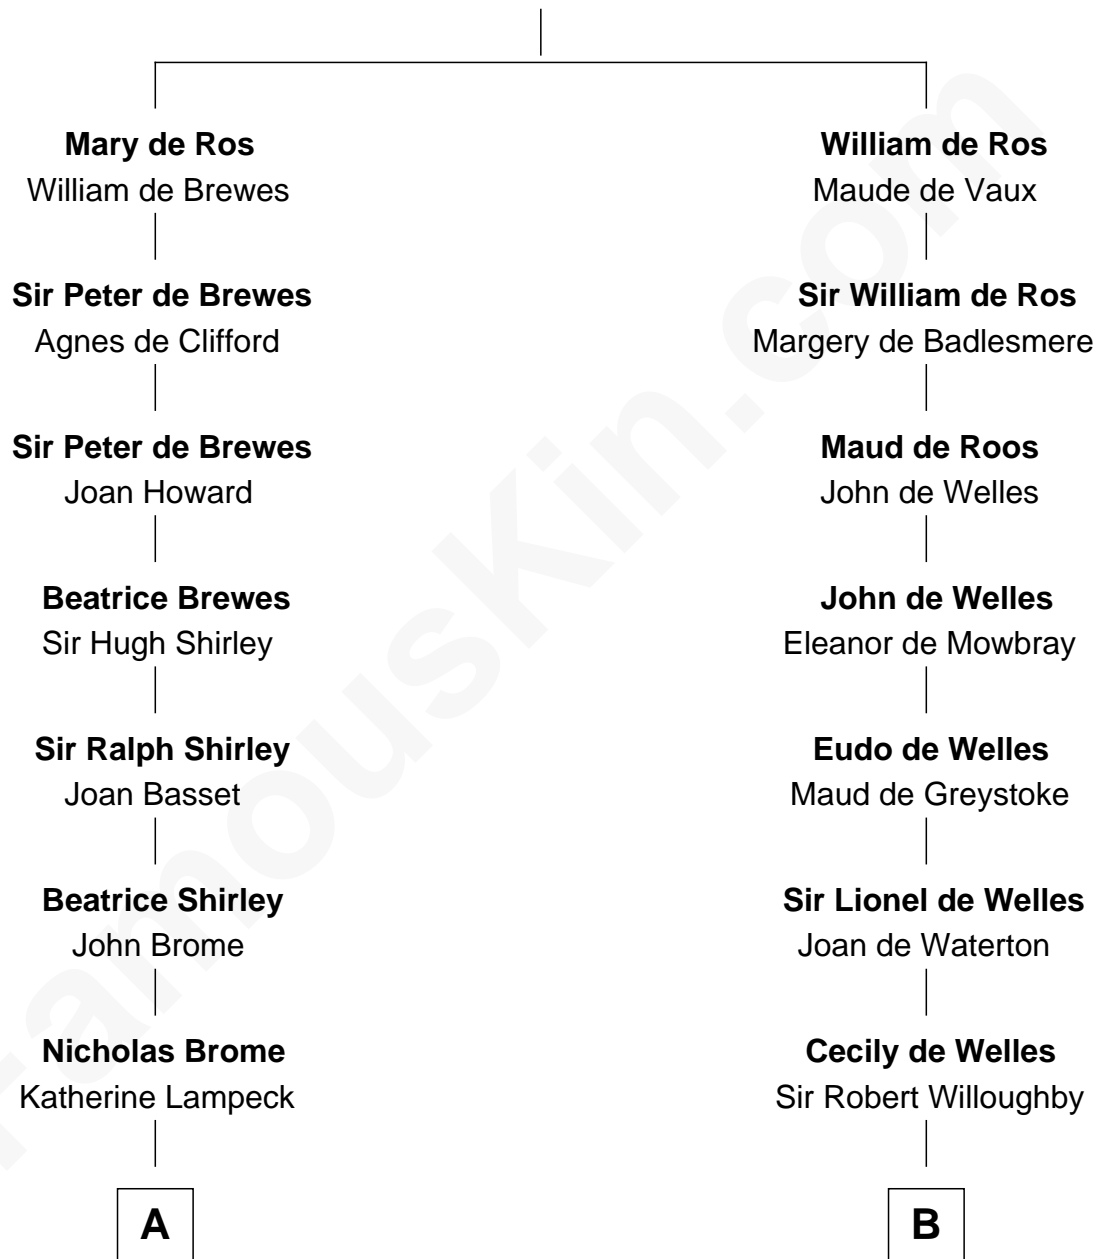 Mary de Ros
William de Brewes
Sir Peter de Brewes
Agnes de Clifford
Sir Peter de Brewes
Joan Howard
Beatrice Brewes
Sir Hugh Shirley
Sir Ralph Shirley
Joan Basset
Beatrice Shirley
John Brome
Nicholas Brome
Katherine Lampeck
A
William de Ros
Maude de Vaux
Sir William de Ros
Margery de Badlesmere
Maud de Roos
John de Welles
John de Welles
Eleanor de Mowbray
Eudo de Welles
Maud de Greystoke
Sir Lionel de Welles
Joan de Waterton
Cecily de Welles
Sir Robert Willoughby
B
FamousKin.com